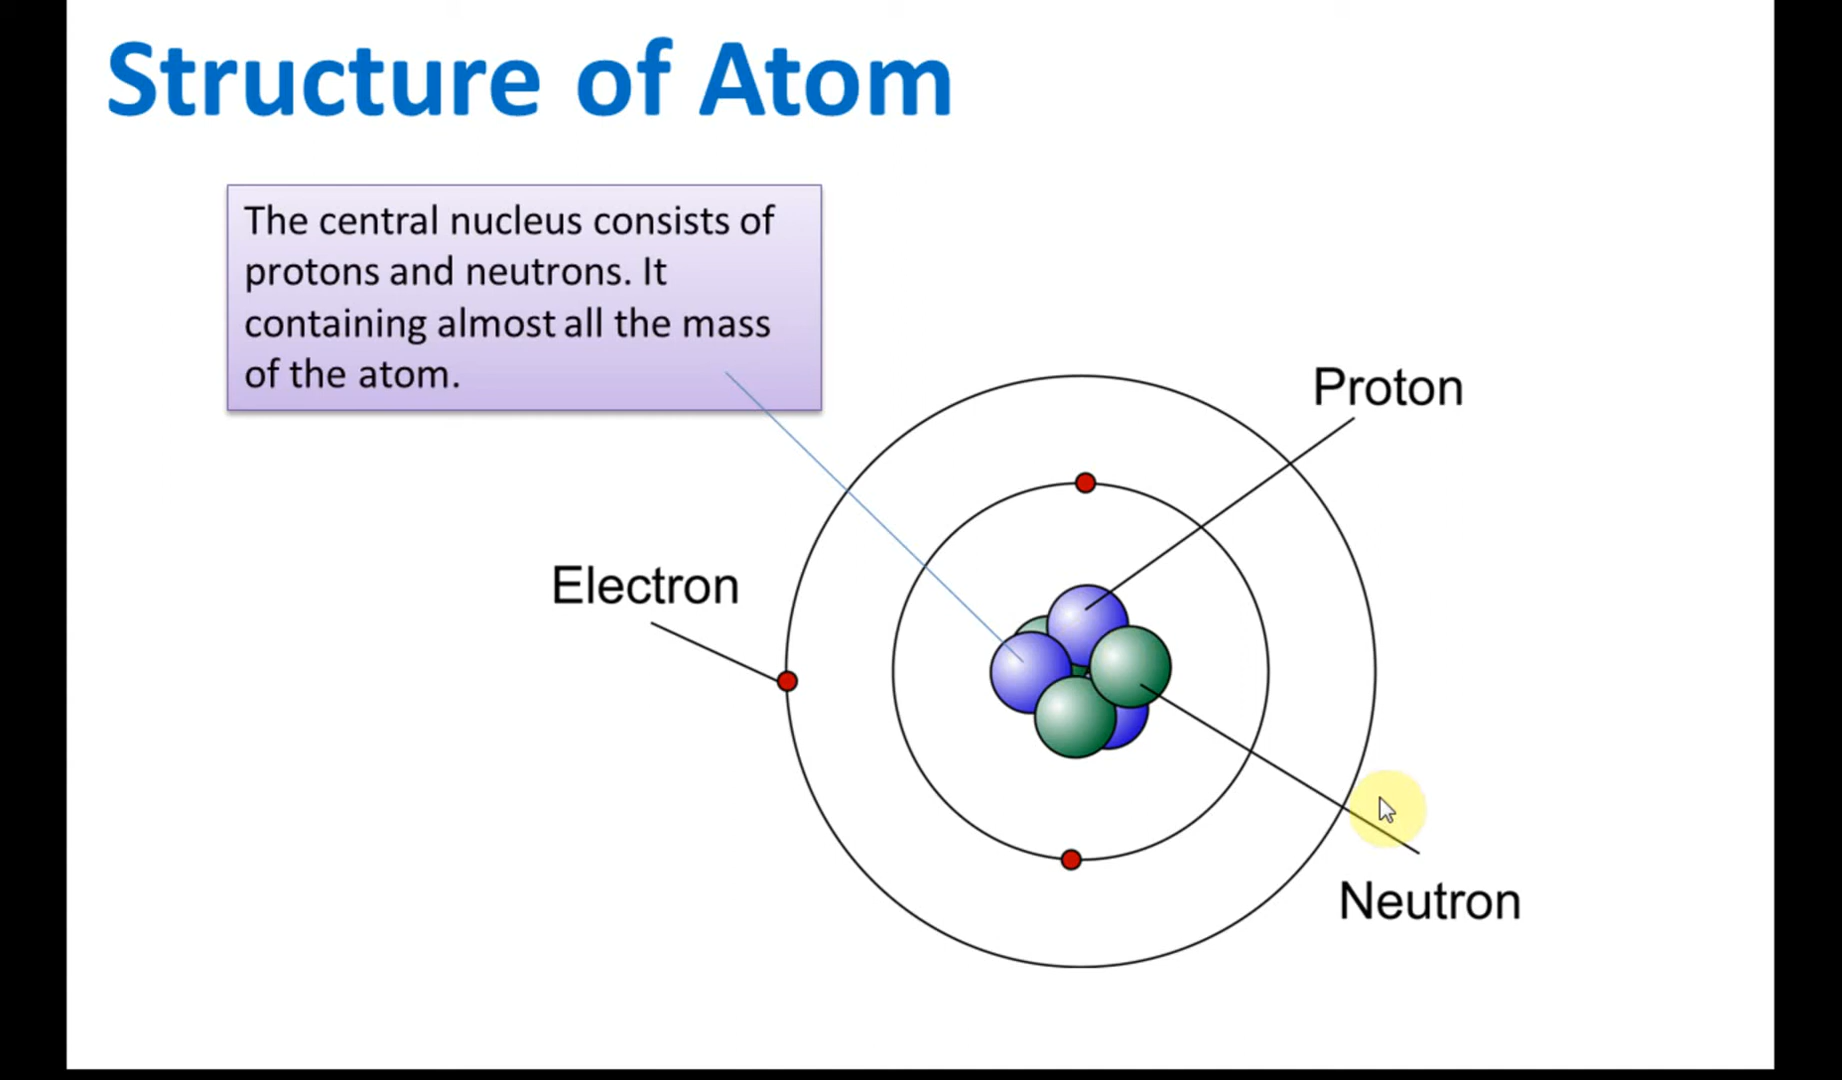 Structure of Atom
The central nucleus consists of
protons and neutrons. It
containing almost all the mass
of the atom.
Proton
Electron
Neutron